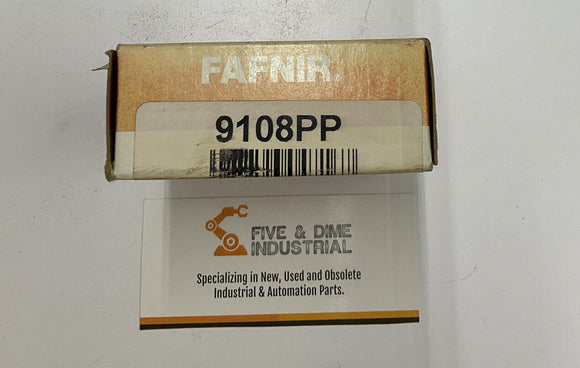 FAFNIR.
9108PP
FIVE & DIME
INDUSTRIAL
Specializing in New, Used and Obsolete
Industrial & Automation Parts.